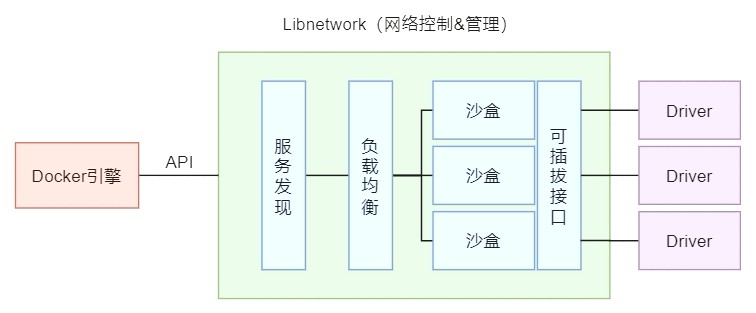 Libnetwork（网络控制&管理）
Docker引擎
API
服务发现
负载均衡
沙盒
沙盒
沙盒
可插拔接口
Driver
Driver
Driver